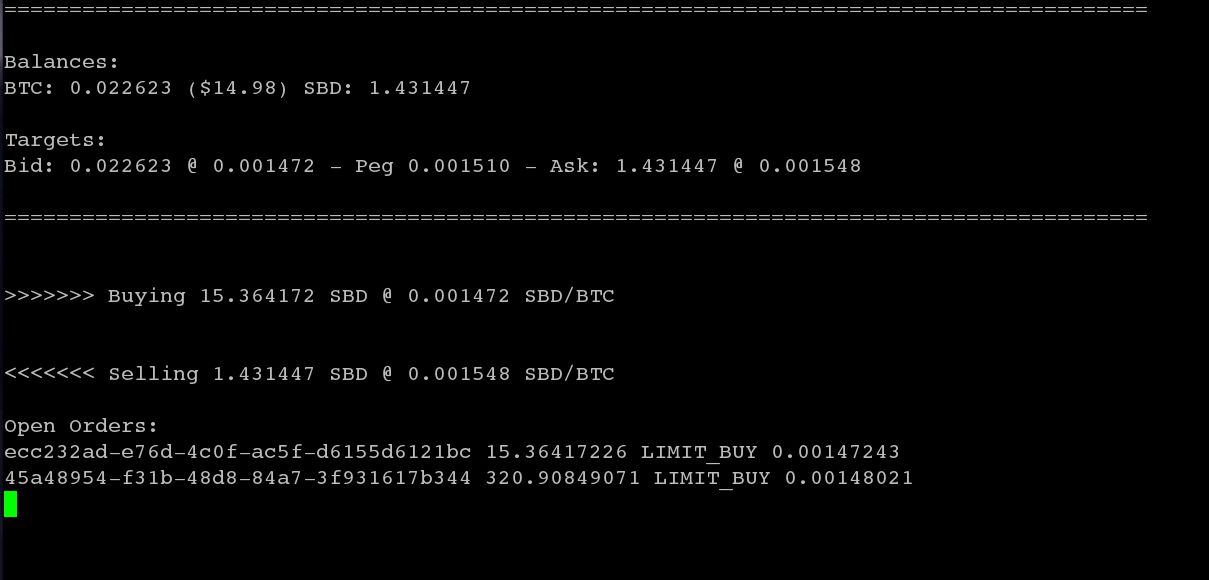 ========================================================================================
Balances:
BTC: 0.022623 ($14.98) SBD: 1.431447
Targets:
Bid: 0.022623 @ 0.001472 – Peg 0.001510 – Ask: 1.431447 @ 0.001548
========================================================================================
>>>>>>> Buying 15.364172 SBD @ 0.001472 SBD/BTC
<<<<<<< Selling 1.431447 SBD @ 0.001548 SBD/BTC
Open Orders:
ecc232ad-e76d-4c0f-ac5f-d6155d6121bc 15.36417226 LIMIT_BUY 0.00147243
45a48954-f31b-48d8-84a7-3f931617b344 320.90849071 LIMIT_BUY 0.00148021